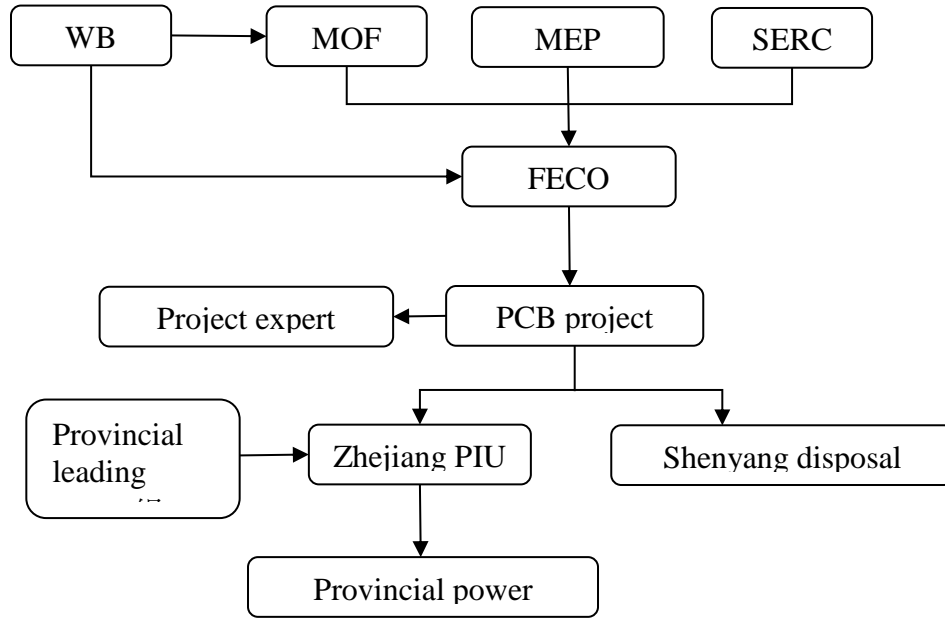 WB
MOF
MEP
SERC
FECO
Project expert
PCB project
Provincial
leading
Zhejiang PIU
Shenyang disposal
Provincial power